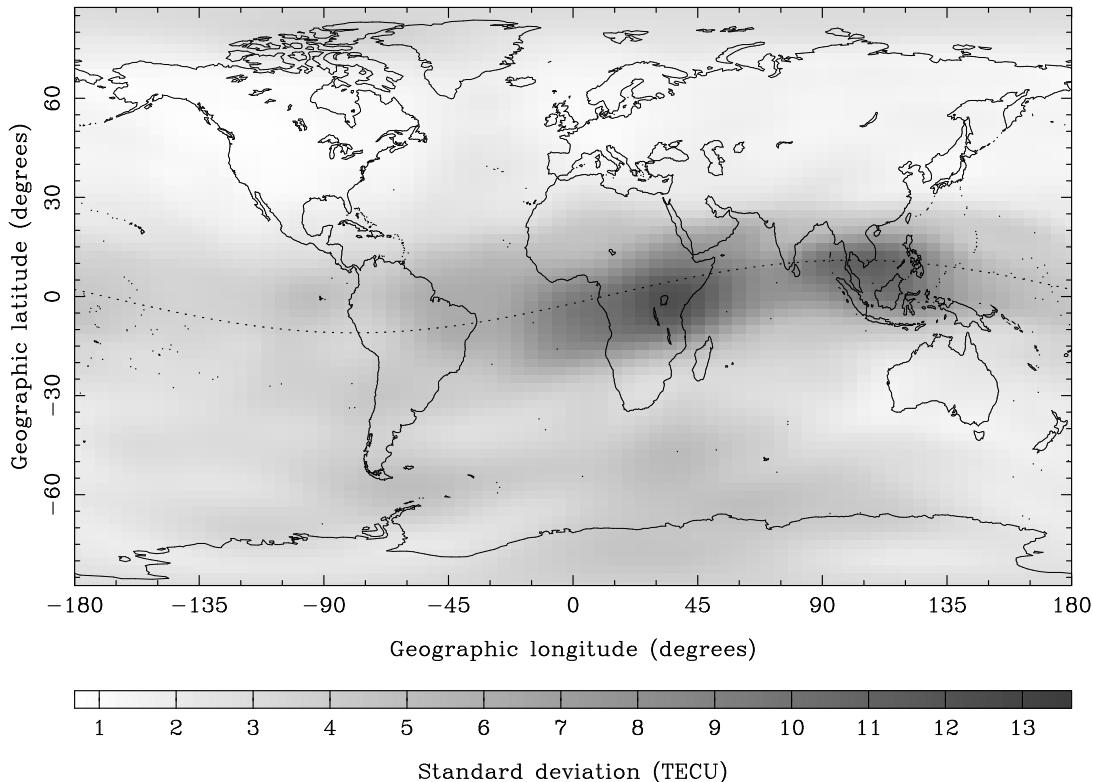 60
30
0
−30
−60
Geographic latitude (degrees)
−180 −135 −90 −45 0 45 90 135 180
Geographic longitude (degrees)
1 2 3 4 5 6 7 8 9 10 11 12 13
Standard deviation (TECU)